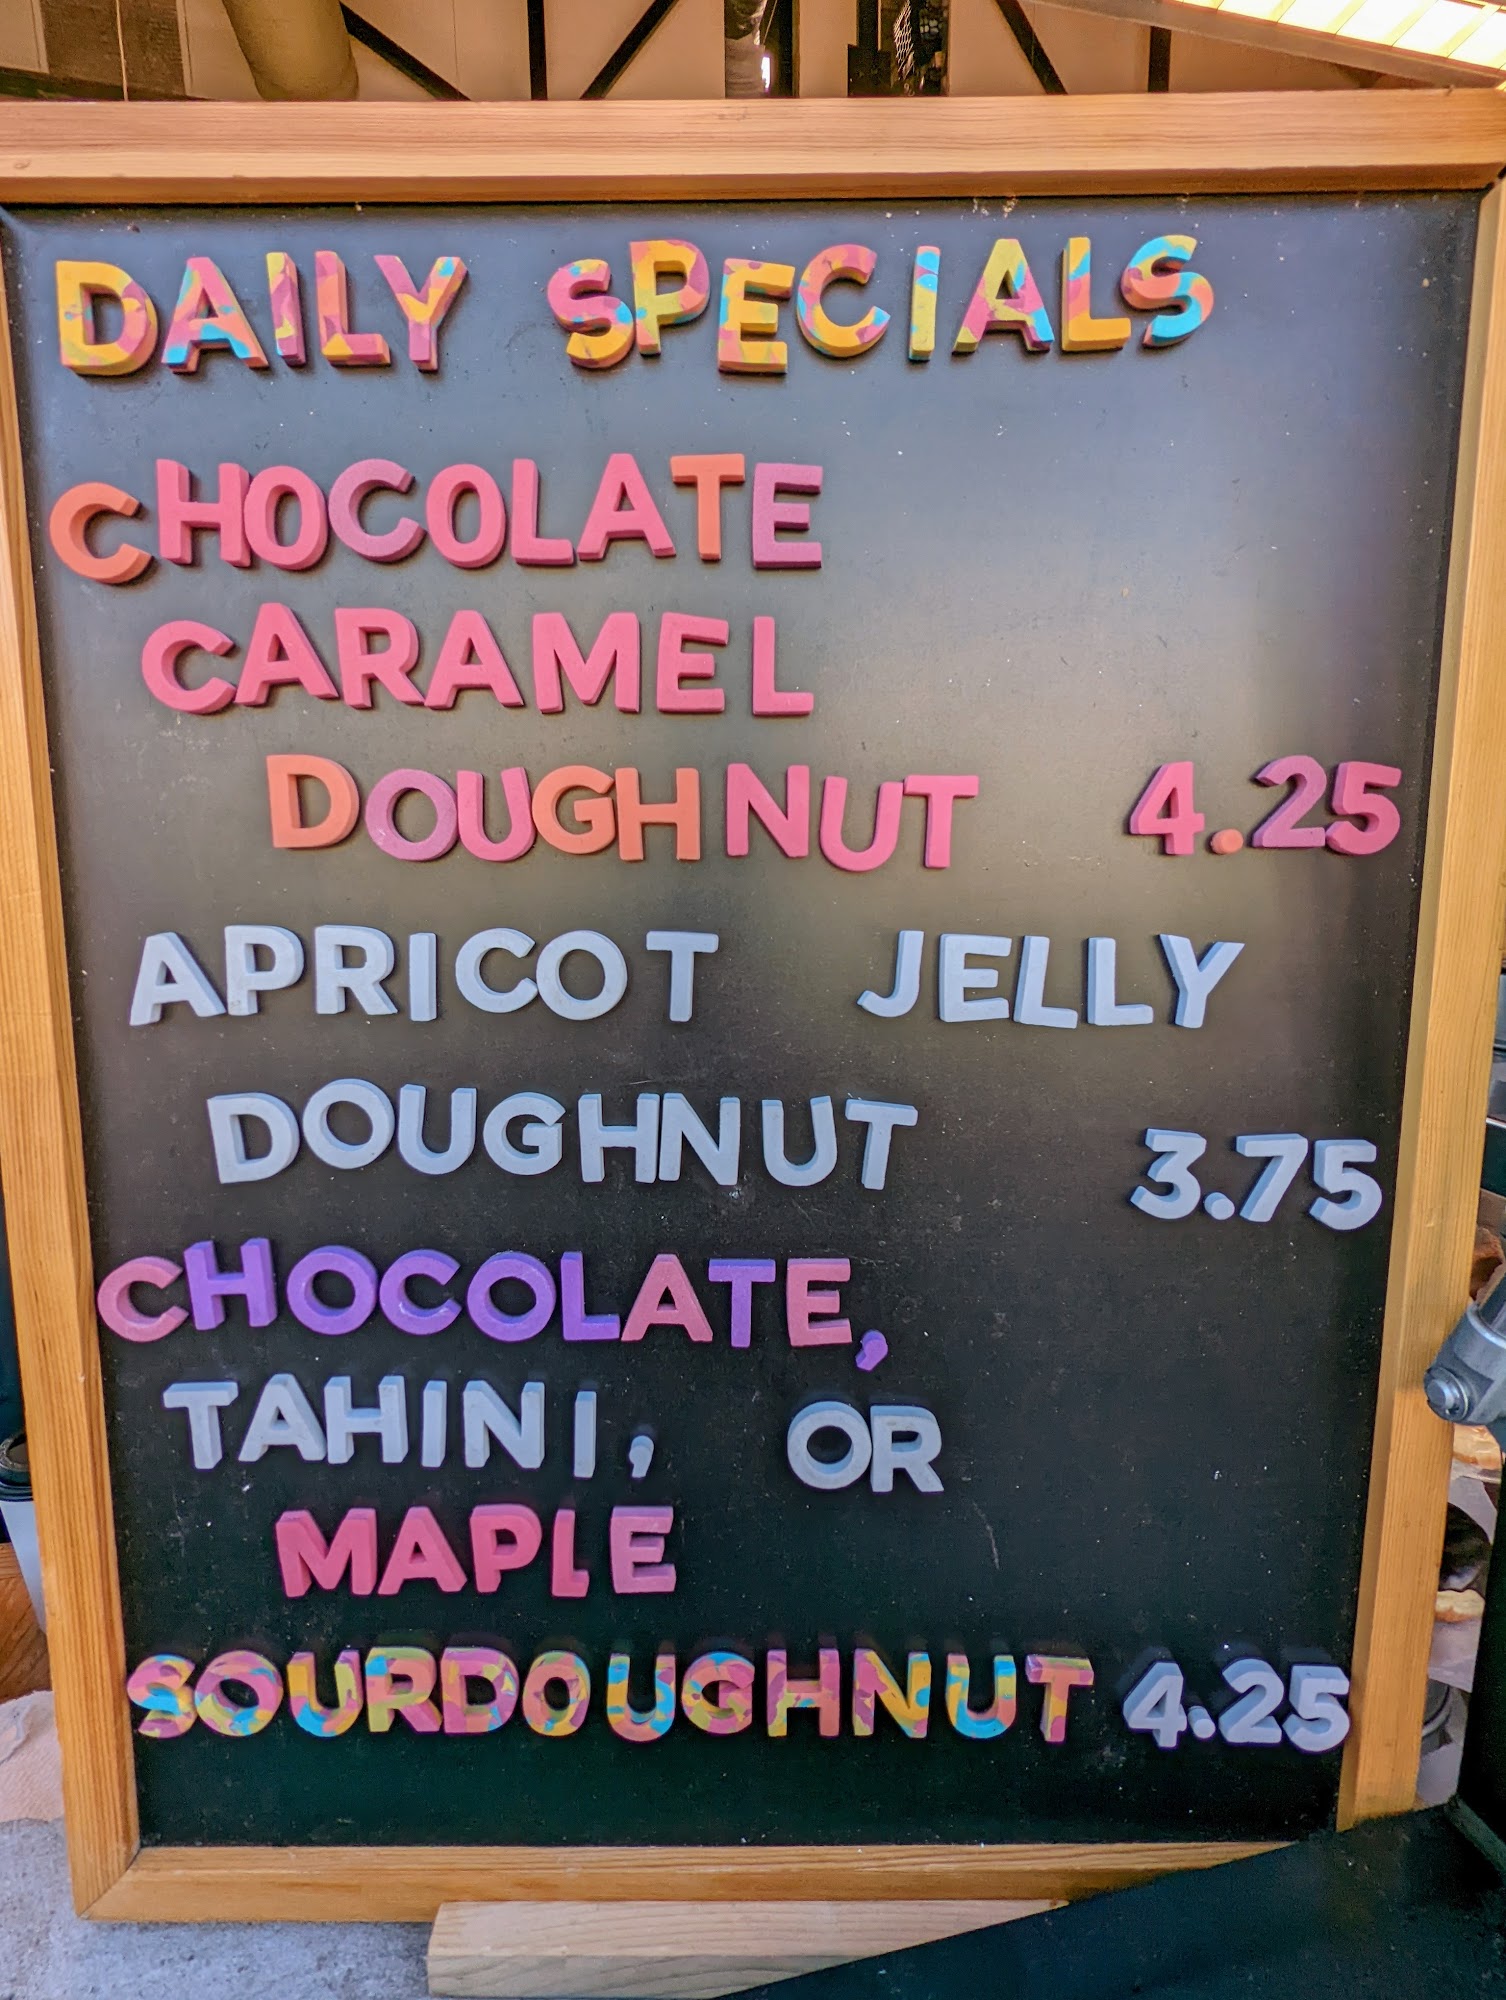 DAILY SPECIALS
CHOCOLATE
CARAMEL
DOUGHNUT 4.25
APRICOT JELLY
DOUGHNUT 3.75
CHOCOLATE,
TAHINI, OR
MAPLE
SOURDOUGHNUT 4.25